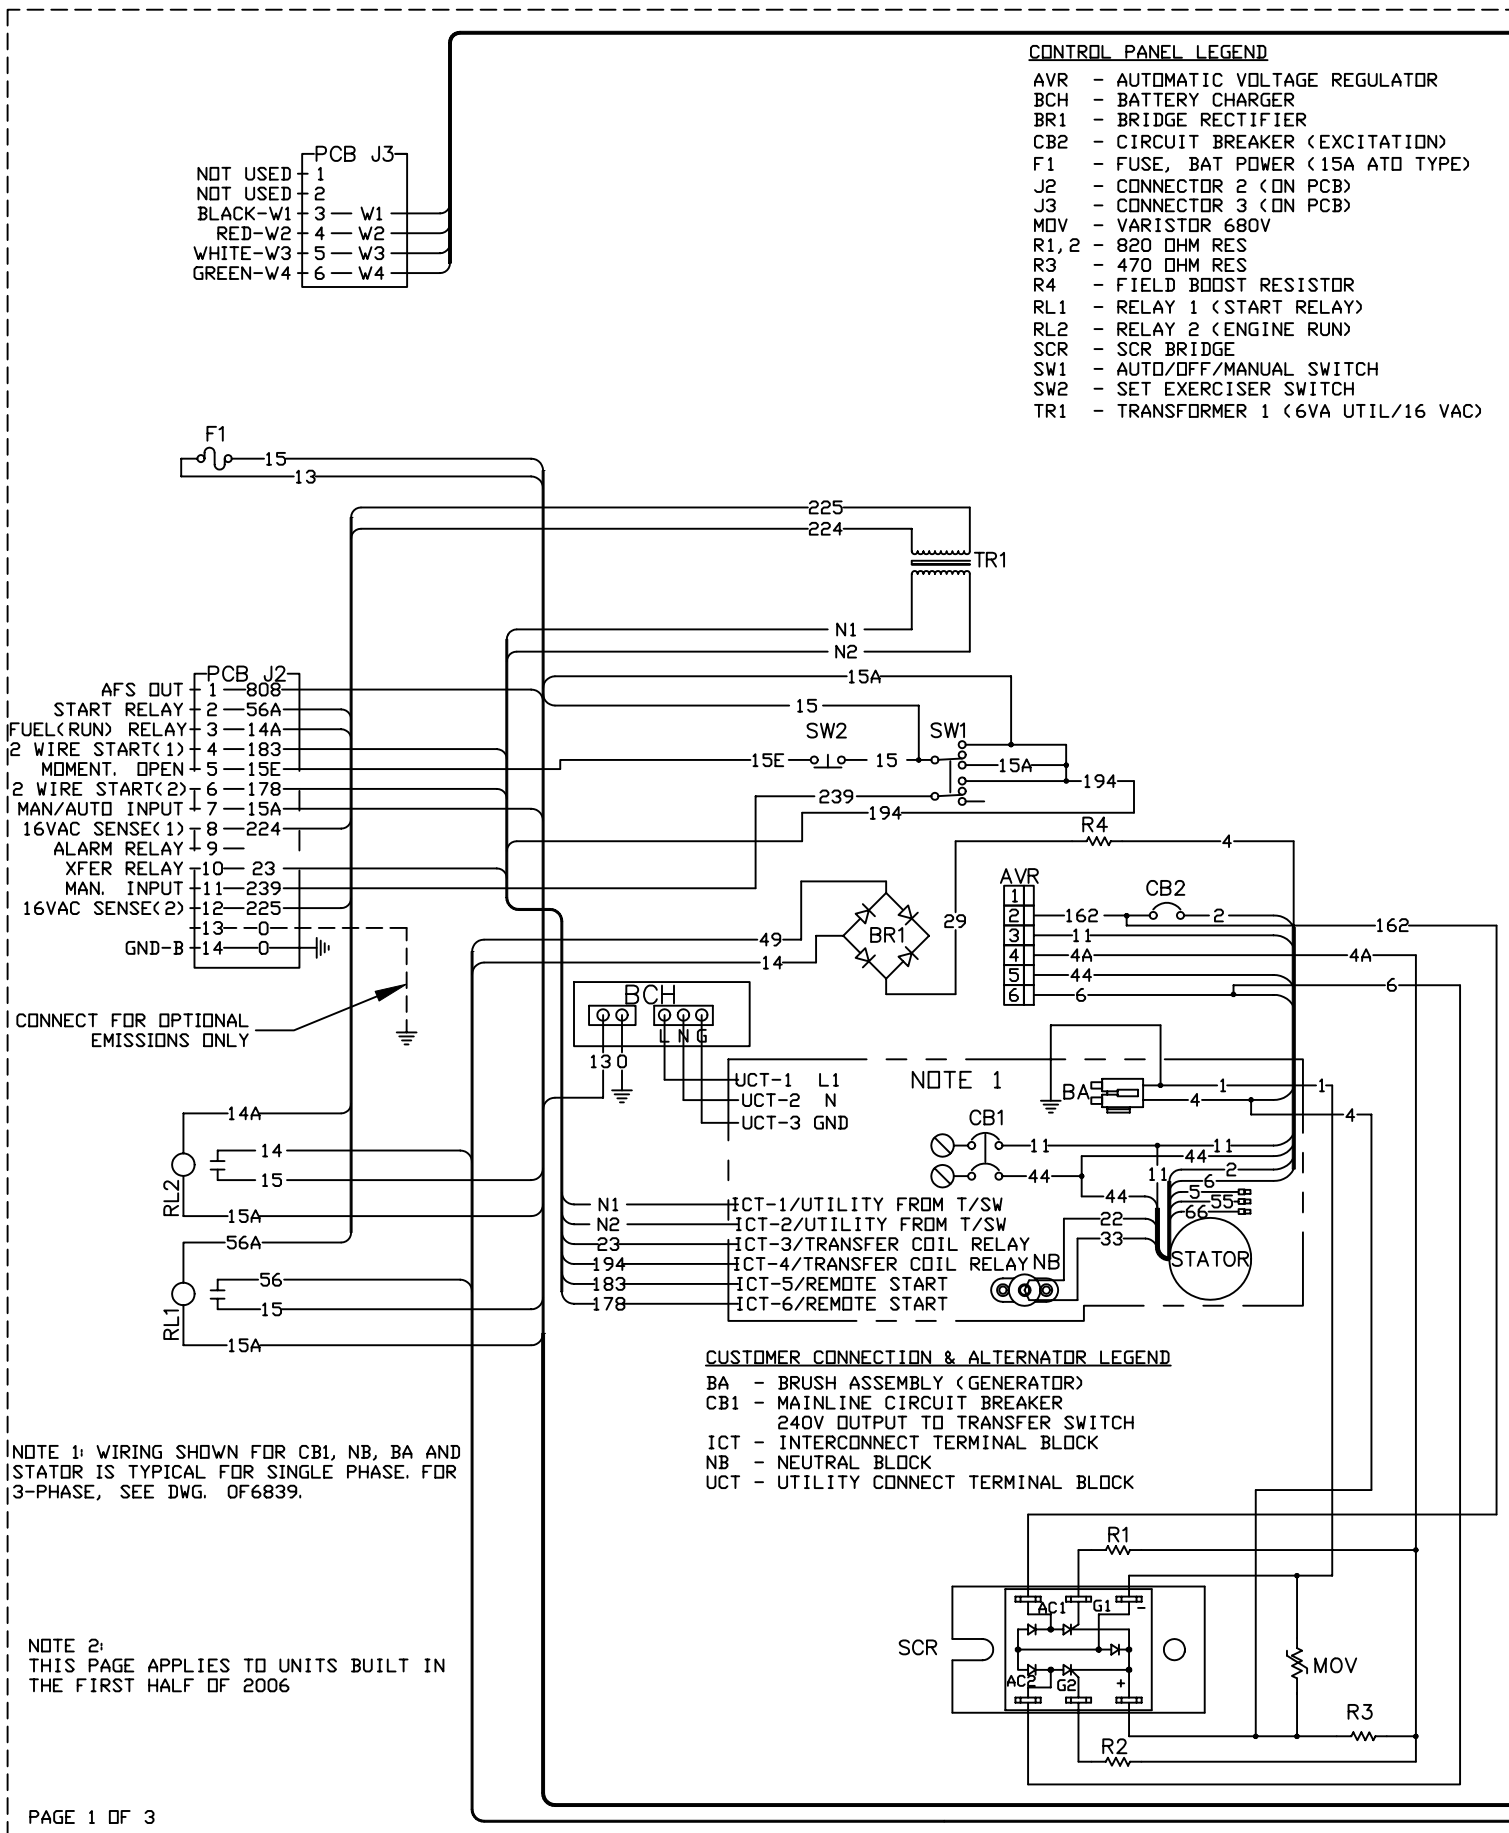 CONTROL PANEL LEGEND
AVR - AUTOMATIC VOLTAGE REGULATOR
BCH - BATTERY CHARGER
BR1 - BRIDGE RECTIFIER
CB2 - CIRCUIT BREAKER (EXCITATION)
F1 - FUSE, BAT POWER (15A ATO TYPE)
J2 - CONNECTOR 2 (ON PCB)
J3 - CONNECTOR 3 (ON PCB)
MOV - VARISTOR 680V
R1,2 - 820 OHM RES
R3 - 470 OHM RES
R4 - FIELD BOOST RESISTOR
RL1 - RELAY 1 (START RELAY)
RL2 - RELAY 2 (ENGINE RUN)
SCR - SCR BRIDGE
SW1 - AUTO/OFF/MANUAL SWITCH
SW2 - SET EXERCISER SWITCH
TR1 - TRANSFORMER 1 (6VA UTIL/16 VAC)
PCB J3
NOT USED 1
NOT USED 2
BLACK-W1 3 W1
RED-W2 4 W2
WHITE-W3 5 W3
GREEN-W4 6 W4
F1
15
13
225
224
TR1
N1
N2
15A
15
SW2
SW1
15E
15
15A
194
239
194
PCB J2
AFS OUT 1 808
START RELAY 2 56A
FUEL(RUN) RELAY 3 14A
2 WIRE START(1) 4 183
MOMENT. OPEN 5 15E
2 WIRE START(2) 6 178
MAN/AUTO INPUT 7 15A
16VAC SENSE(1) 8 224
ALARM RELAY 9
XFER RELAY 10 23
MAN. INPUT 11 239
16VAC SENSE(2) 12 225
13 0
GND-B 14 0
CONNECT FOR OPTIONAL
EMISSIONS ONLY
R4
4
AVR
1
2 162
3 11
4 4A
5 44
6 6
CB2
2
162
4A
6
29
BR1
49
14
BCH
L N G
13 0
UCT-1 L1
UCT-2 N
UCT-3 GND
NOTE 1
BA
1
1
4
4
CB1
11
11
44
44
2
11
6
5
55
66
44
22
33
STATOR
NB
N1 ICT-1/UTILITY FROM T/SW
N2 ICT-2/UTILITY FROM T/SW
23 ICT-3/TRANSFER COIL RELAY
194 ICT-4/TRANSFER COIL RELAY
183 ICT-5/REMOTE START
178 ICT-6/REMOTE START
14A
14
15
RL2
15A
56A
56
15
RL1
15A
CUSTOMER CONNECTION & ALTERNATOR LEGEND
BA - BRUSH ASSEMBLY (GENERATOR)
CB1 - MAINLINE CIRCUIT BREAKER
240V OUTPUT TO TRANSFER SWITCH
ICT - INTERCONNECT TERMINAL BLOCK
NB - NEUTRAL BLOCK
UCT - UTILITY CONNECT TERMINAL BLOCK
NOTE 1: WIRING SHOWN FOR CB1, NB, BA AND
STATOR IS TYPICAL FOR SINGLE PHASE. FOR
3-PHASE, SEE DWG. 0F6839.
R1
AC1
G1
-
SCR
AC2
G2
+
MOV
R3
R2
NOTE 2:
THIS PAGE APPLIES TO UNITS BUILT IN
THE FIRST HALF OF 2006
PAGE 1 OF 3